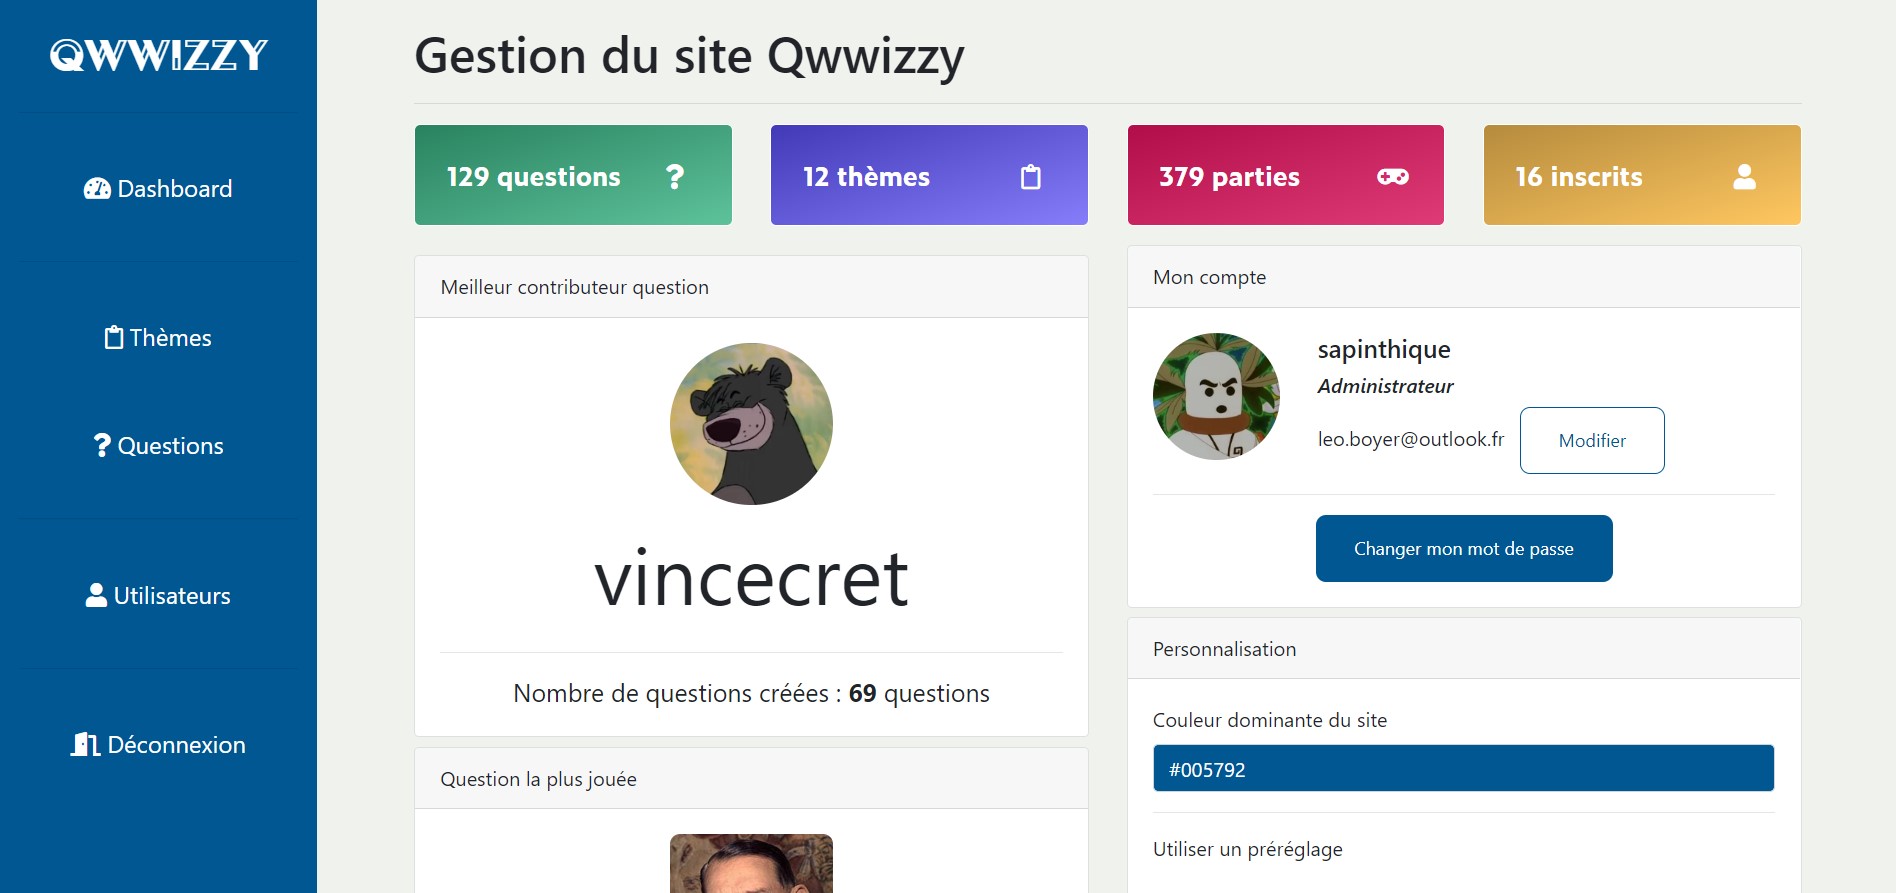 QWWIZZY
Dashboard
Thèmes
Questions
Utilisateurs
Déconnexion
Gestion du site Qwwizzy
129 questions
12 thèmes
379 parties
16 inscrits
Meilleur contributeur question
vincecret
Nombre de questions créées : 69 questions
Question la plus jouée
Mon compte
sapinthique
Administrateur
leo.boyer@outlook.fr
Modifier
Changer mon mot de passe
Personnalisation
Couleur dominante du site
#005792
Utiliser un préréglage